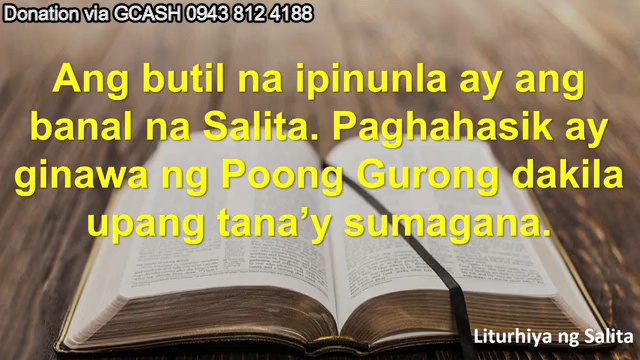 Donation via GCASH 0943 812 4188
Ang butil na ipinunla ay ang
banal na Salita. Paghahasik ay
ginawa ng Poong Gurong dakila
upang tana’y sumagana.
Liturhiya ng Salita